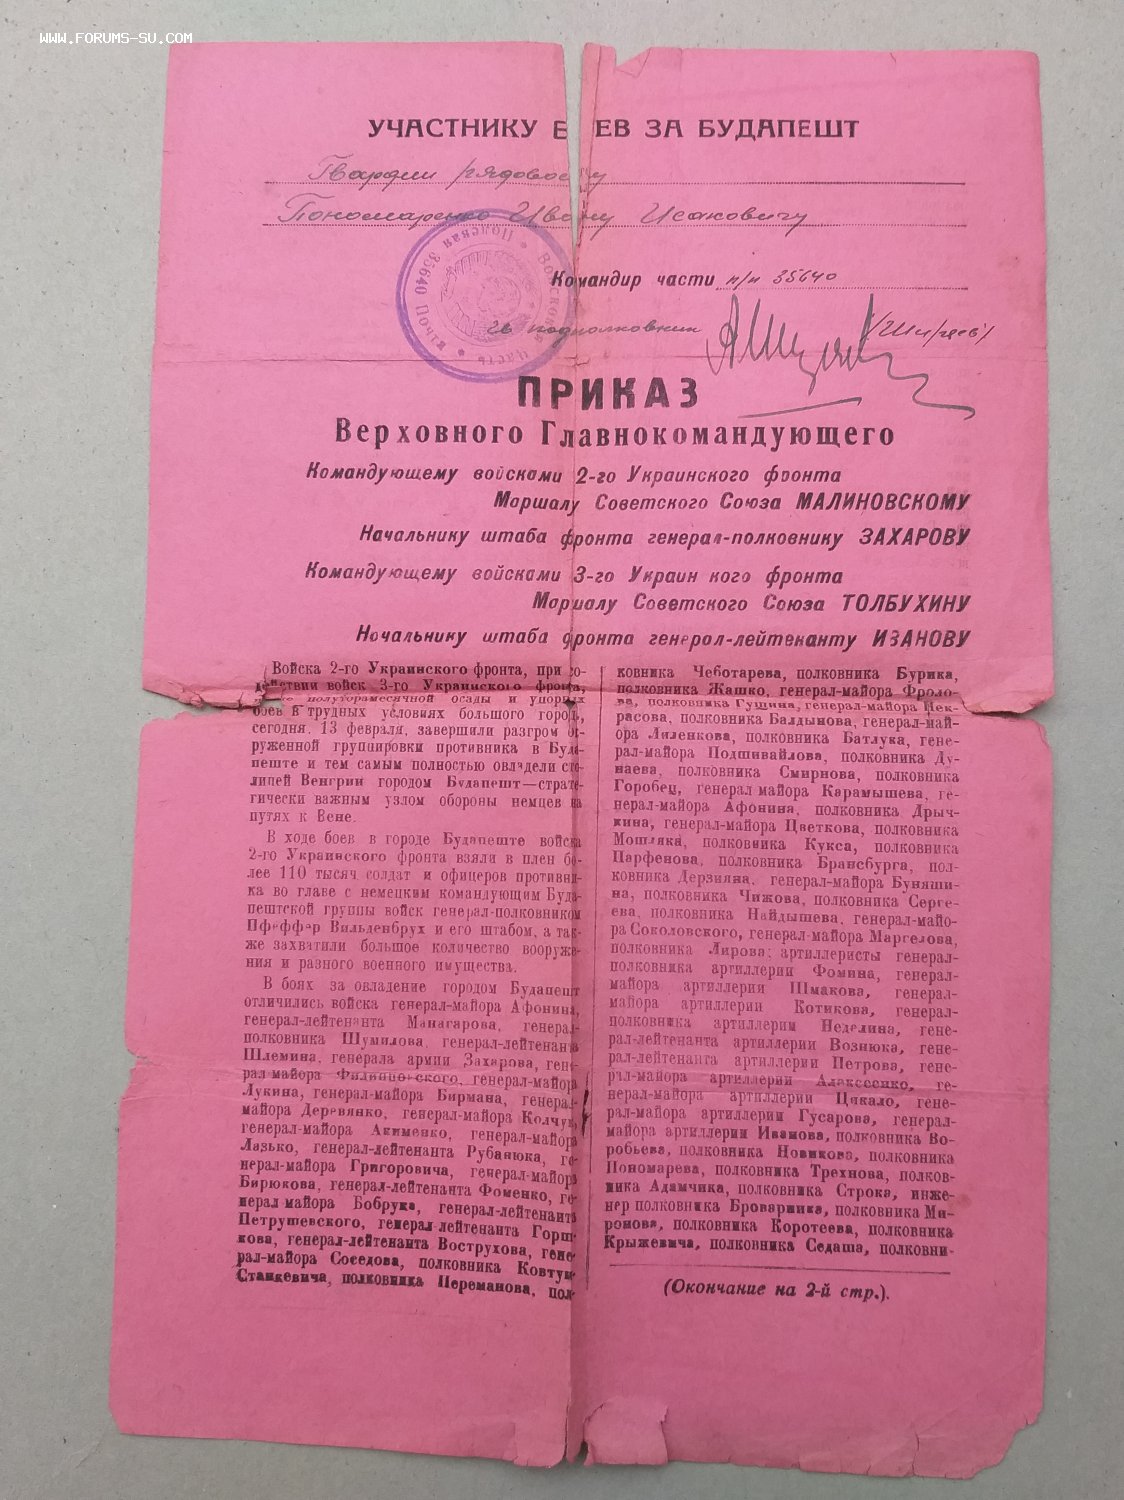 WWW.FORUMS-SU.COM
УЧАСТНИКУ Б ЕВ ЗА БУДАПЕШТ
Гвардии рядовому
Пономаренко Ивану Исаковичу
Командир части п/п 35640
гв подполковник
Войсковая часть Полевая почта 35640
ПРИКАЗ
Верховного Главнокомандующего
Командующему войсками 2-го Украинского фронта
Маршалу Советского Союза МАЛИНОВСКОМУ
Начальнику штаба фронта генерал-полковнику ЗАХАРОВУ
Командующему войсками 3-го Украин кого фронта
Маршалу Советского Союза ТОЛБУХИНУ
Начальнику штаба фронта генерал-лейтенанту ИВАНОВУ
Войска 2-го Украинского фронта, при со-
действии войск 3-го Украинского фронта,
полуторамесячной осады и упорных
боев в трудных условиях большого города,
сегодня, 13 февраля, завершили разгром ок-
руженной группировки противника в Буда-
пеште и тем самым полностью овладели сто-
лицей Венгрии городом Будапешт—страте-
гически важным узлом обороны немцев на
путях к Вене.
В ходе боев в городе Будапеште войска
2-го Украинского фронта взяли в плен бо-
лее 110 тысяч солдат и офицеров противни-
ка во главе с немецким командующим Буда-
пештской группы войск генерал-полковником
Пфеффер Вильденбрух и его штабом, а так-
же захватили большое количество вооруже-
ния и разного военного имущества.
В боях за овладение городом Будапешт
отличились войска генерал-майора Афонина,
генерал-лейтенанта Манагарова, генерал-
полковника Шумилова, генерал-лейтенанта
Шлемина, генерала армии Захарова, гене-
рал майора Филипповского, генерал-майора
Лукина, генерал-майора Бирмана, генерал-
майора Деревянко, генерал-майора Колчук,
генерал-майора Акименко, генерал-майора
Лазько, генерал-лейтенанта Рубанюка, ге-
нерал-майора Григоровича, генерал-майора
Бирюкова, генерал-лейтенанта Фоменко, ге-
нерал майора Бобрука, генерал-лейтенанта
Петрушевского, генерал лейтенанта Горш-
кова, генерал-лейтенанта Вострухова, гене-
рал-майора Соседова, полковника Ковтун-
Станкевича, полковника Переманова, пол-
ковника Чеботарева, полковника Бурика,
полковника Жашко, генерал-майора Фроло-
ва, полковника Гущина, генерал-майора Нек-
расова, полковника Балдынова, генерал-май-
ора Лиленкова, полковника Батлука, гене-
рал-майора Подшивайлова, полковника Ду-
наева, полковника Смирнова, полковника
Горобец, генерал майора Карамышева, ге-
нерал-майора Афонина, полковника Дрыч-
кина, генерал-майора Цветкова, полковника
Мошляка, полковника Кукса, полковника
Парфенова, полковника Брансбурга, пол-
ковника Дерзияна, генерал-майора Буняши-
на, полковника Чижова, полковника Серге-
ева, полковника Найдышева, генерал-майо-
ра Соколовского, генерал-майора Маргелова,
полковника Лирова; артиллеристы генерал-
полковника артиллерии Фомина, генерал-
майора артиллерии Шмакова, генерал-
майора артиллерии Котикова, генерал-
полковника артиллерии Неделина, гене-
рал-лейтенанта артиллерии Вознюка, гене-
рал-лейтенанта артиллерии Петрова, гене-
рал-майора артиллерии Алексеенко, ге-
нерал-майора артиллерии Цикало, гене-
рал-майора артиллерии Гусарова, генерал-
майора артиллерии Иванова, полковника Во-
робьева, полковника Новикова, полковника
Пономарева, полковника Трехнова, полков-
ника Адамчика, полковника Строка, инже-
нер полковника Броварника, полковника Ми-
ронова, полковника Коротеева, полковника
Крыжевича, полковника Седаша, полковни-
(Окончание на 2-й стр.).